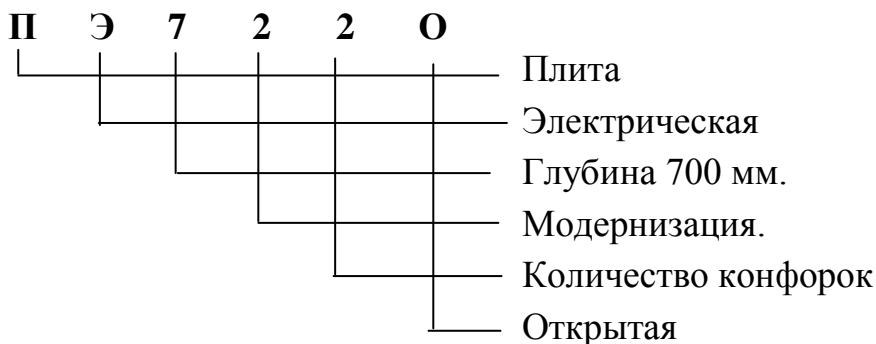 П Э 7 2 2 О
Плита
Электрическая
Глубина 700 мм.
Модернизация.
Количество конфорок
Открытая